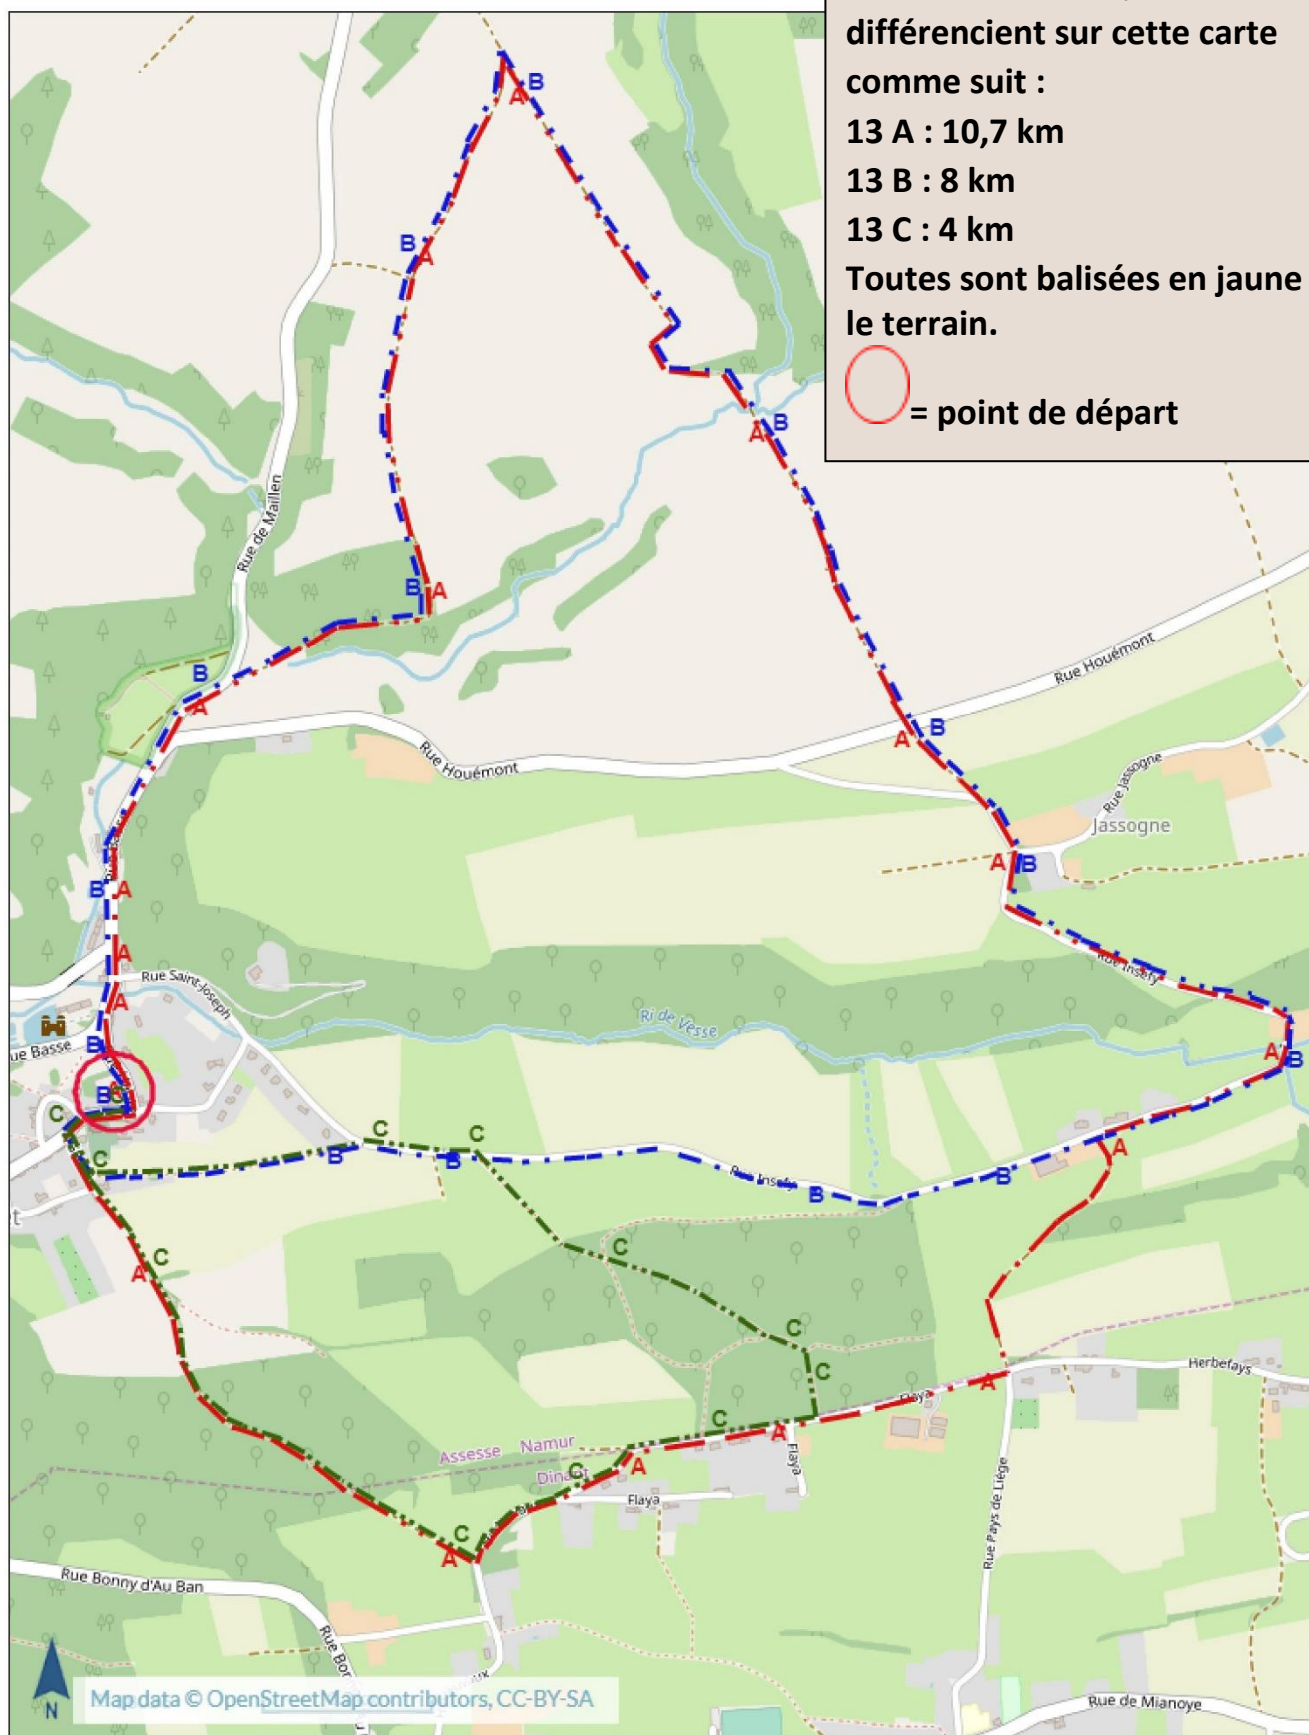 différencient sur cette carte
comme suit :
13 A : 10,7 km
13 B : 8 km
13 C : 4 km
Toutes sont balisées en jaune
le terrain.
= point de départ
B
A
B
A
B
A
Rue de Maillen
B
A
B
A
Rue Houémont
B
A
Rue Houémont
Rue Jassogne
Jassogne
A
B
B
A
A
Rue Insefy
Rue Saint-Joseph
A
Ri de Vesse
ue Basse
B
A
B
B
C
C
C
C
B
B
A
Rue Insefy
B
B
t
C
A
C
C
C
Herbefays
A
Flaya
C
A
Assesse Namur
Dinant
C
A
Flaya
Flaya
Rue Pays de Liège
C
A
Rue Bonny d'Au Ban
Rue Bon
N
Map data © OpenStreetMap contributors, CC-BY-SA
Rue de Mianoye